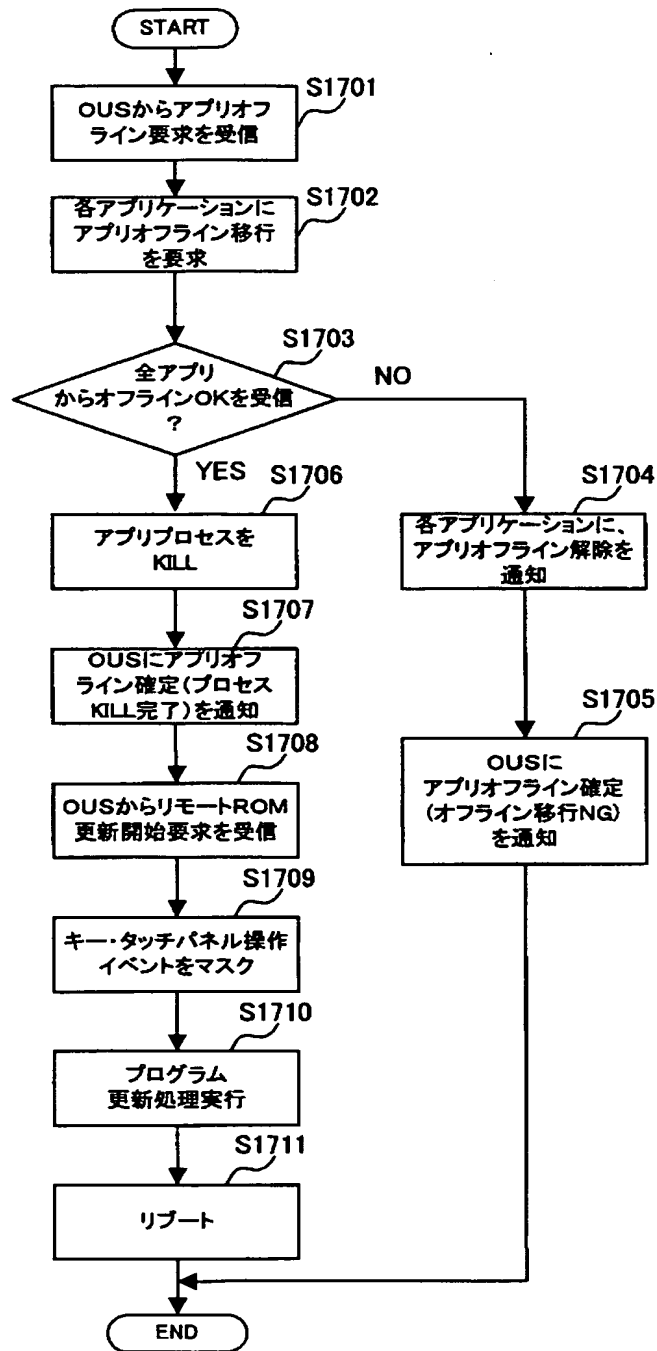 START
S1701
OUSからアプリオフ
ライン要求を受信
S1702
各アプリケーションに
アプリオフライン移行
を要求
S1703
全アプリ
からオフラインOKを受信
?
NO
YES
S1706
アプリプロセスを
KILL
S1704
各アプリケーションに、
アプリオフライン解除を
通知
S1707
OUSにアプリオフ
ライン確定(プロセス
KILL完了)を通知
S1705
OUSに
アプリオフライン確定
(オフライン移行NG)
を通知
S1708
OUSからリモートROM
更新開始要求を受信
S1709
キー・タッチパネル操作
イベントをマスク
S1710
プログラム
更新処理実行
S1711
リブート
END